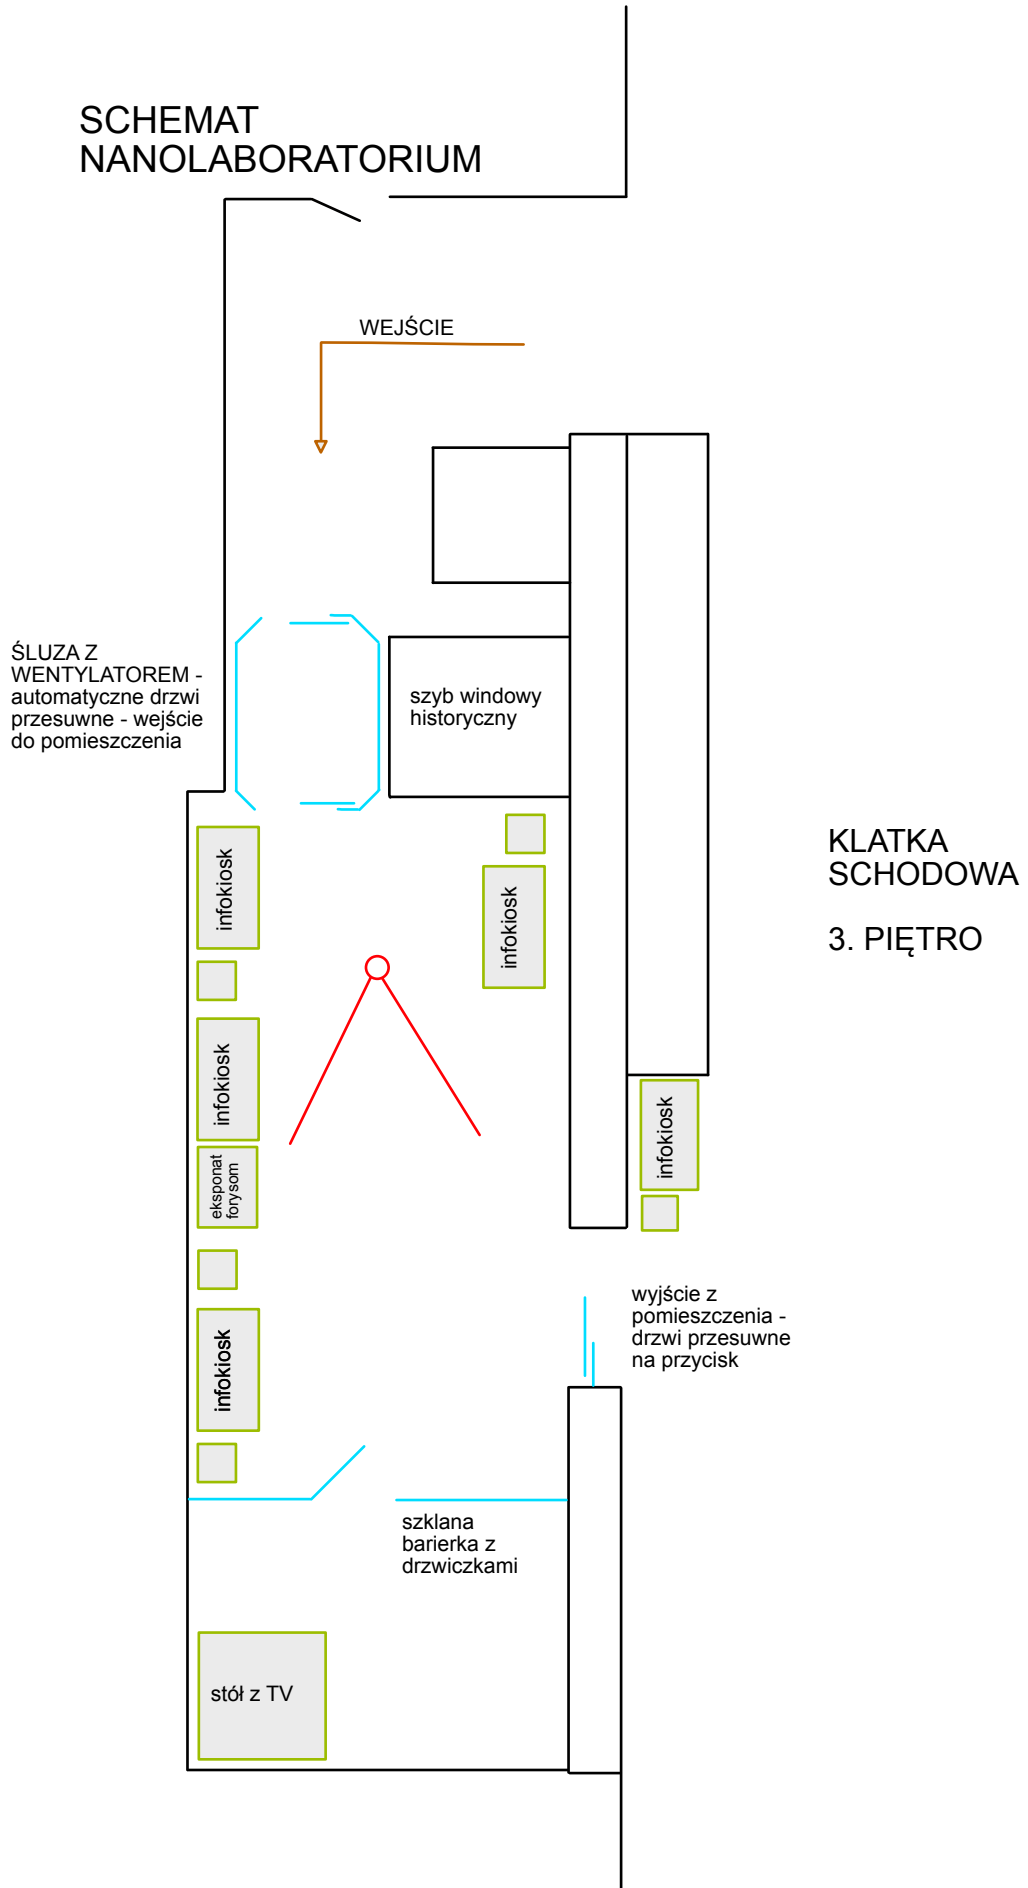 SCHEMAT
NANOLABORATORIUM
WEJŚCIE
ŚLUZA Z
WENTYLATOREM -
automatyczne drzwi
przesuwne - wejście
do pomieszczenia
szyb windowy
historyczny
infokiosk
infokiosk
KLATKA
SCHODOWA
3. PIĘTRO
infokiosk
infokiosk
eksponat
forysom
infokiosk
wyjście z
pomieszczenia -
drzwi przesuwne
na przycisk
szklana
barierka z
drzwiczkami
stół z TV